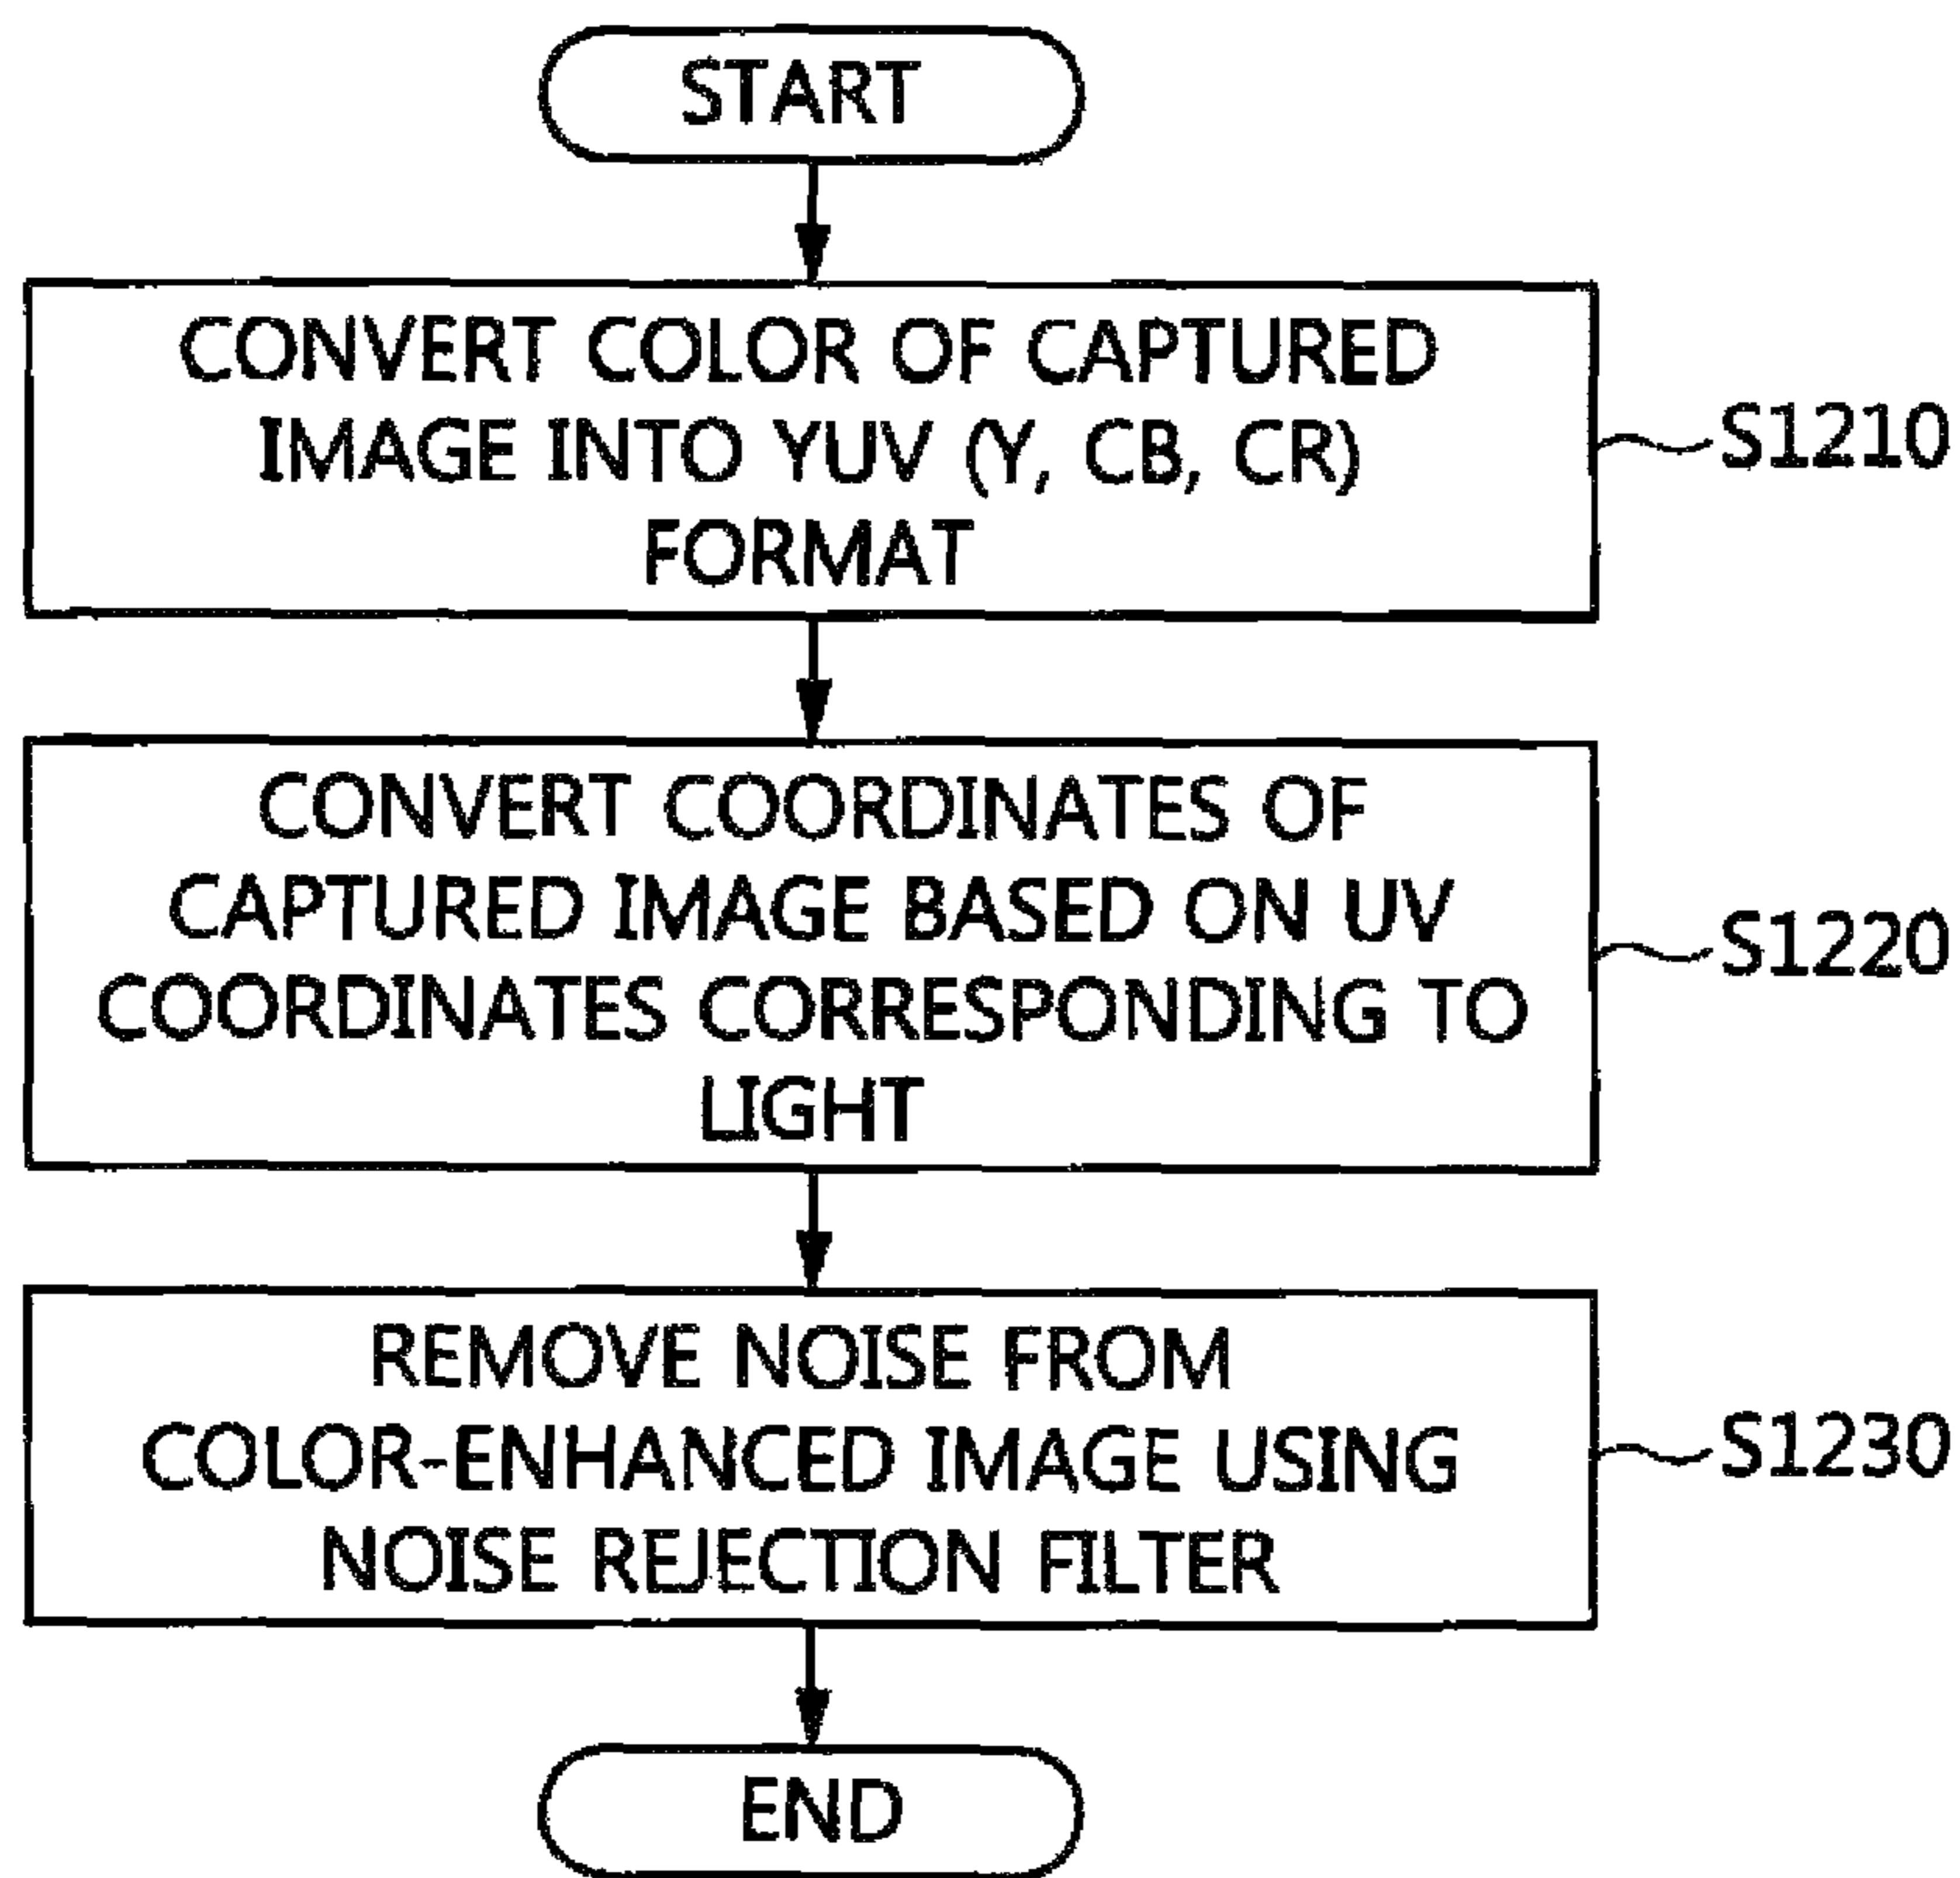 START
CONVERT COLOR OF CAPTURED
IMAGE INTO YUV (Y, CB, CR)
FORMAT
S1210
CONVERT COORDINATES OF
CAPTURED IMAGE BASED ON UV
COORDINATES CORRESPONDING TO
LIGHT
S1220
REMOVE NOISE FROM
COLOR-ENHANCED IMAGE USING
NOISE REJECTION FILTER
S1230
END